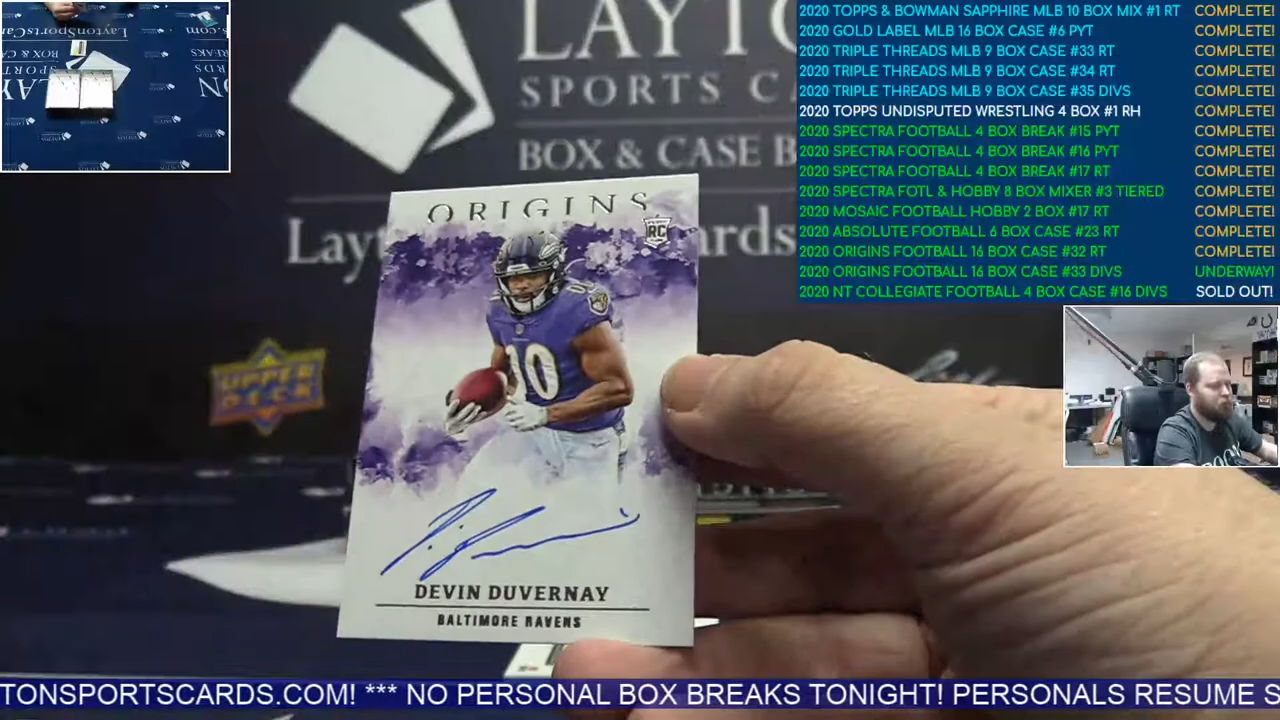 2020 TOPPS & BOWMAN SAPPHIRE MLB 10 BOX MIX #1 RT COMPLETE!
2020 GOLD LABEL MLB 16 BOX CASE #6 PYT COMPLETE!
2020 TRIPLE THREADS MLB 9 BOX CASE #33 RT COMPLETE!
2020 TRIPLE THREADS MLB 9 BOX CASE #34 RT COMPLETE!
2020 TRIPLE THREADS MLB 9 BOX CASE #35 DIVS COMPLETE!
2020 TOPPS UNDISPUTED WRESTLING 4 BOX #1 RH COMPLETE!
2020 SPECTRA FOOTBALL 4 BOX BREAK #15 PYT COMPLETE!
2020 SPECTRA FOOTBALL 4 BOX BREAK #16 PYT COMPLETE!
2020 SPECTRA FOOTBALL 4 BOX BREAK #17 RT COMPLETE!
2020 SPECTRA FOTL & HOBBY 8 BOX MIXER #3 TIERED COMPLETE!
2020 MOSAIC FOOTBALL HOBBY 2 BOX #17 RT COMPLETE!
2020 ABSOLUTE FOOTBALL 6 BOX CASE #23 RT COMPLETE!
2020 ORIGINS FOOTBALL 16 BOX CASE #32 RT COMPLETE!
2020 ORIGINS FOOTBALL 16 BOX CASE #33 DIVS UNDERWAY!
2020 NT COLLEGIATE FOOTBALL 4 BOX CASE #16 DIVS SOLD OUT!
LAYTO
SPORTS CA
BOX & CASE B
Layt rds
UPPER DECK
ORIGINS
RC
DEVIN DUVERNAY
BALTIMORE RAVENS
TONSPORTSCARDS.COM! *** NO PERSONAL BOX BREAKS TONIGHT! PERSONALS RESUME S